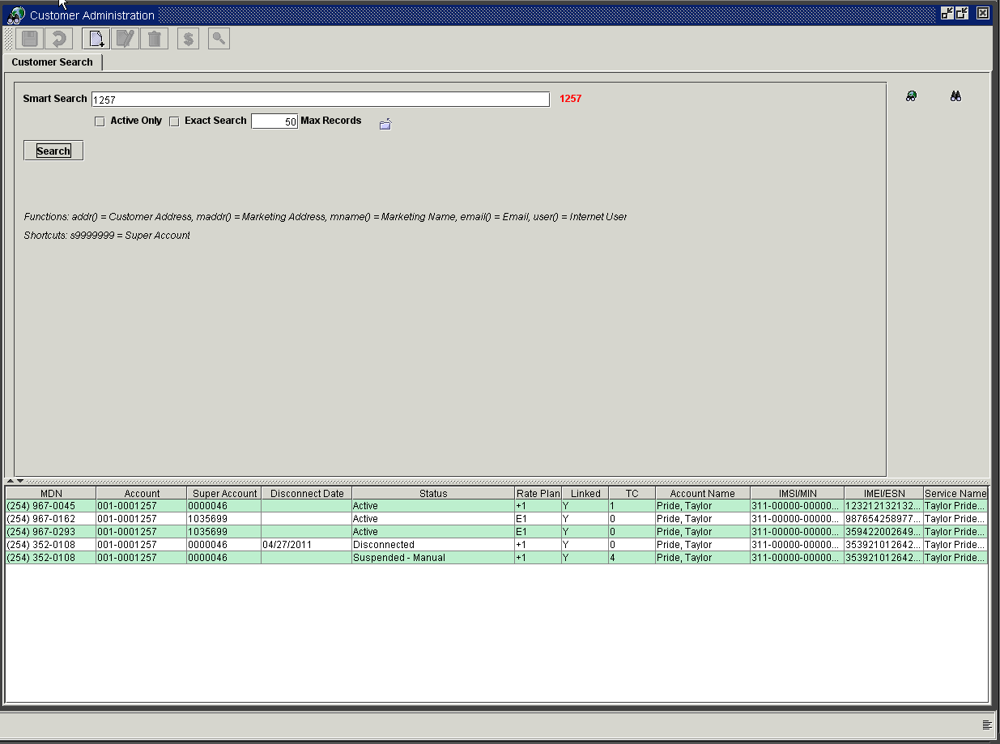 Customer Administration
$
Customer Search
Smart Search 1257 1257
Active Only Exact Search 50 Max Records
Search
Functions: addr() = Customer Address, maddr() = Marketing Address, mname() = Marketing Name, email() = Email, user() = Internet User
Shortcuts: s9999999 = Super Account
MDN Account Super Account Disconnect Date Status Rate Plan Linked TC Account Name IMSI/MIN IMEI/ESN Service Name
(254) 967-0045 001-0001257 0000046 Active +1 Y 1 Pride, Taylor 311-00000-00000... 123212132132... Taylor Pride...
(254) 967-0162 001-0001257 1035699 Active E1 Y 0 Pride, Taylor 311-00000-00000... 987654258977... Taylor Pride...
(254) 967-0293 001-0001257 1035699 Active E1 Y 0 Pride, Taylor 311-00000-00000... 359422002649... Taylor Pride...
(254) 352-0108 001-0001257 0000046 04/27/2011 Disconnected +1 Y 0 Pride, Taylor 311-00000-00000... 353921012642... Taylor Pride...
(254) 352-0108 001-0001257 0000046 Suspended - Manual +1 Y 4 Pride, Taylor 311-00000-00000... 353921012642... Taylor Pride...